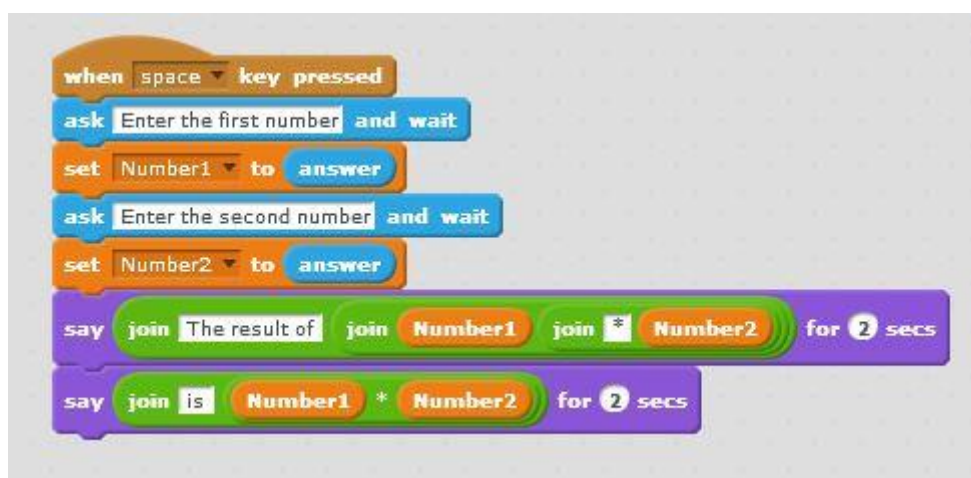 when space key pressed
ask Enter the first number and wait
set Number1 to answer
ask Enter the second number and wait
set Number2 to answer
say join The result of join Number1 join * Number2 for 2 secs
say join is Number1 * Number2 for 2 secs